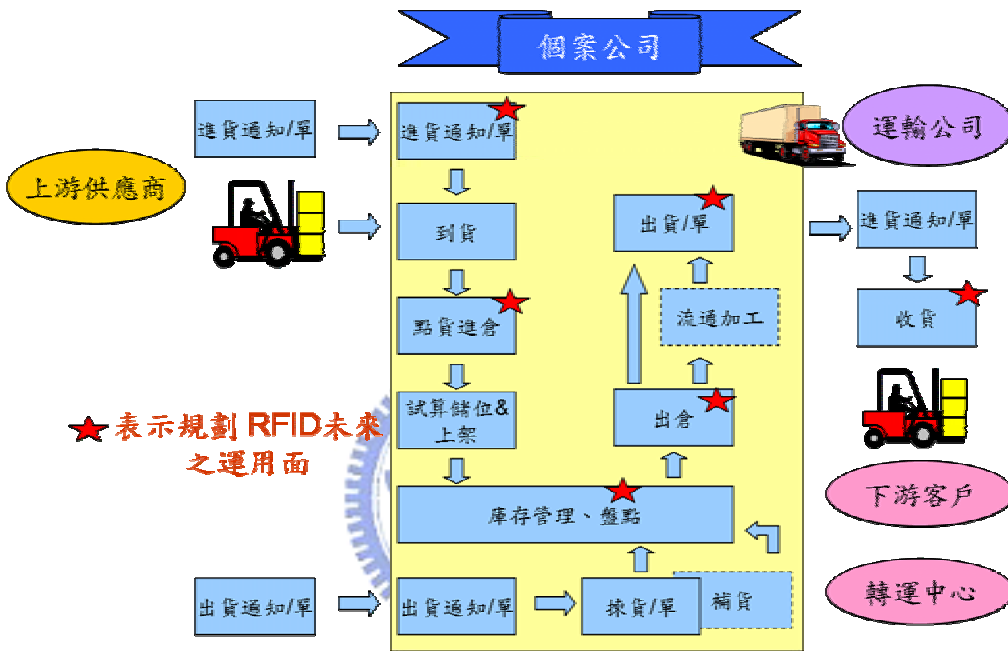 個案公司
進貨通知/單
進貨通知/單
運輸公司
上游供應商
到貨
出貨/單
進貨通知/單
點貨進倉
流通加工
收貨
試算儲位&
上架
出倉
表示規劃 RFID未來
之運用面
庫存管理、盤點
下游客戶
出貨通知/單
出貨通知/單
揀貨/單
補貨
轉運中心